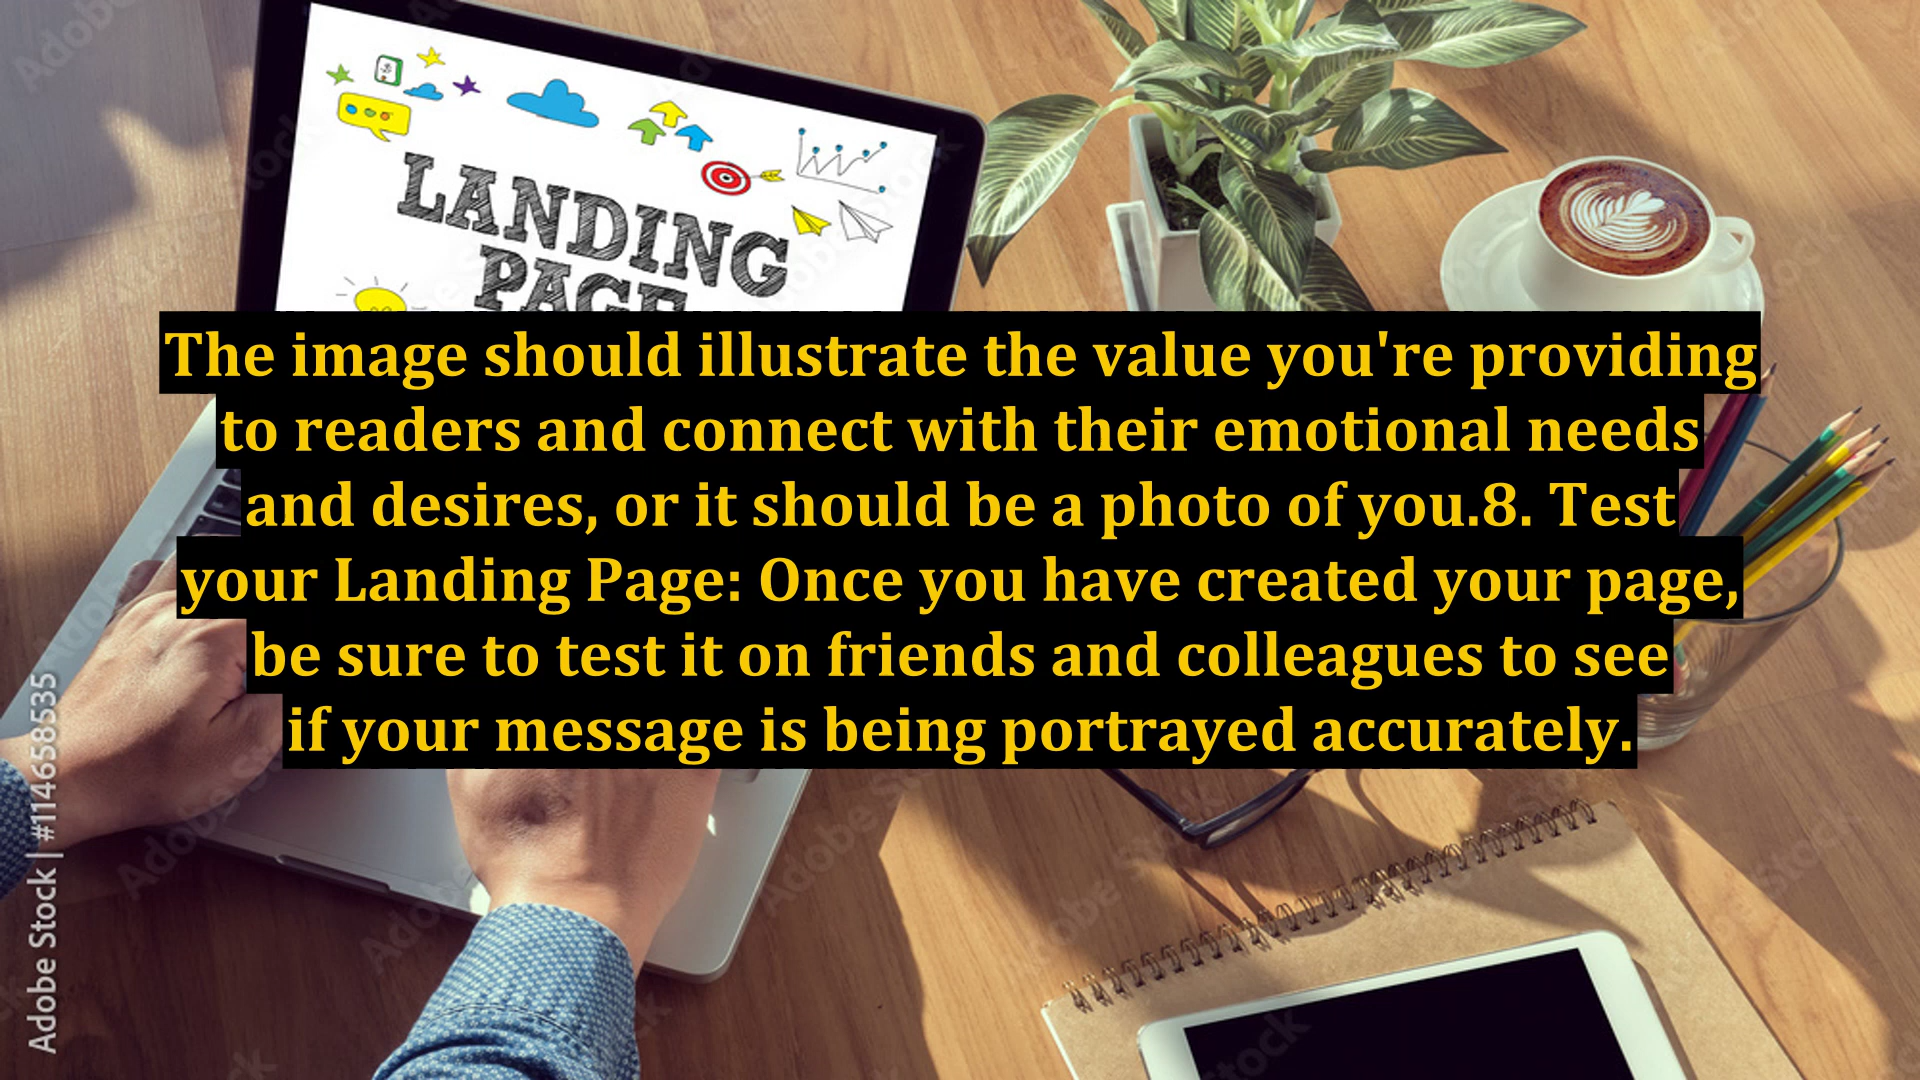 LANDING
PAGE
The image should illustrate the value you're providing
to readers and connect with their emotional needs
and desires, or it should be a photo of you.8. Test
your Landing Page: Once you have created your page,
be sure to test it on friends and colleagues to see
if your message is being portrayed accurately.
Adobe Stock | #1146585535